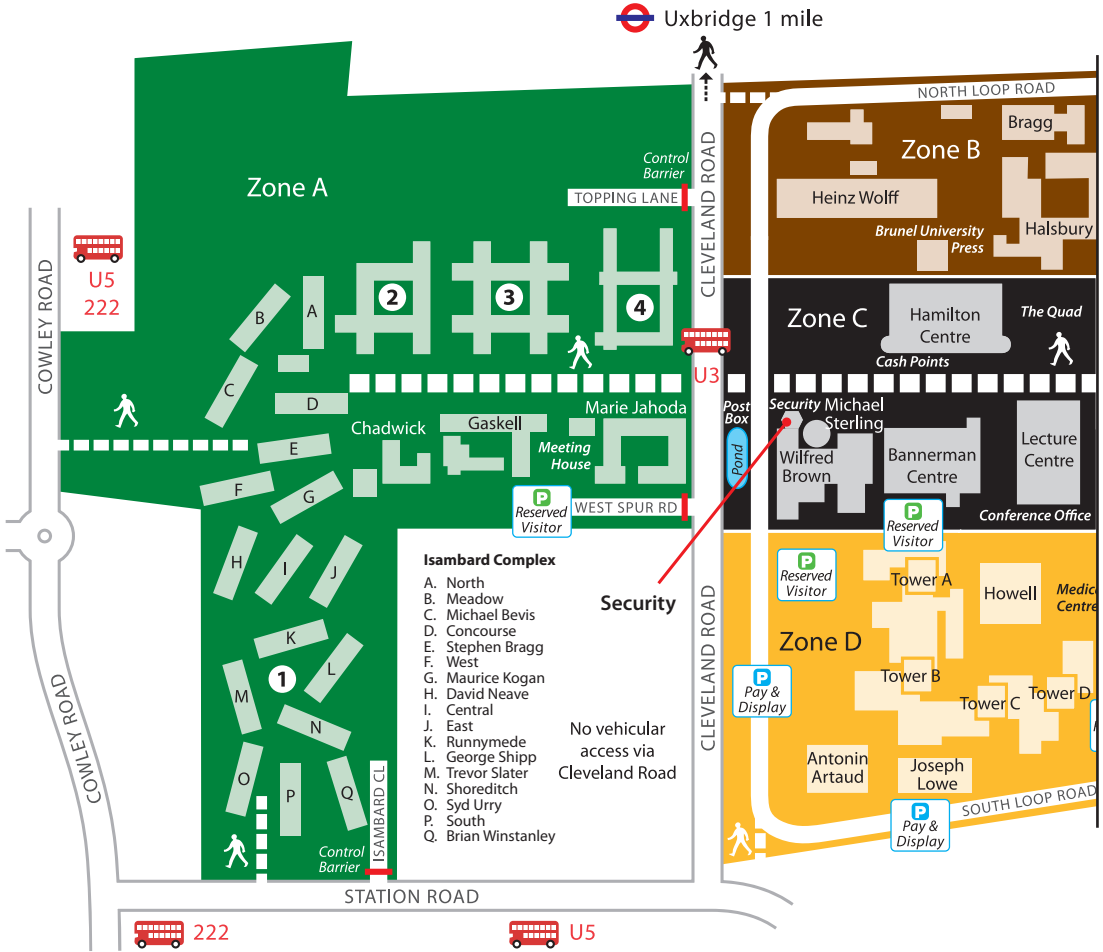 Uxbridge 1 mile
NORTH LOOP ROAD
Bragg
Zone B
Control
Barrier
Zone A
TOPPING LANE
CLEVELAND ROAD
Heinz Wolff
Brunel University
Press
Halsbury
COWLEY ROAD
U5
222
A
B
2
3
4
Zone C
Hamilton
Centre
The Quad
Cash Points
U3
C
D
Chadwick
Gaskell
Marie Jahoda
Meeting
House
Post
Box
Pond
Security
Michael
Sterling
Wilfred
Brown
Bannerman
Centre
Lecture
Centre
Conference Office
E
F
G
P
Reserved
Visitor
WEST SPUR RD
P
Reserved
Visitor
P
Reserved
Visitor
H
I
J
Isambard Complex
A. North
B. Meadow
C. Michael Bevis
D. Concourse
E. Stephen Bragg
F. West
G. Maurice Kogan
H. David Neave
I. Central
J. East
K. Runnymede
L. George Shipp
M. Trevor Slater
N. Shoreditch
O. Syd Urry
P. South
Q. Brian Winstanley
Security
No vehicular
access via
Cleveland Road
CLEVELAND ROAD
Tower A
Howell
Zone D
Tower B
Tower C
Tower D
P
Pay &
Display
Antonin
Artaud
Joseph
Lowe
P
Pay &
Display
SOUTH LOOP ROAD
K
L
1
M
N
O
P
Q
COWLEY ROAD
ISAMBARD CL
Control
Barrier
STATION ROAD
222
U5